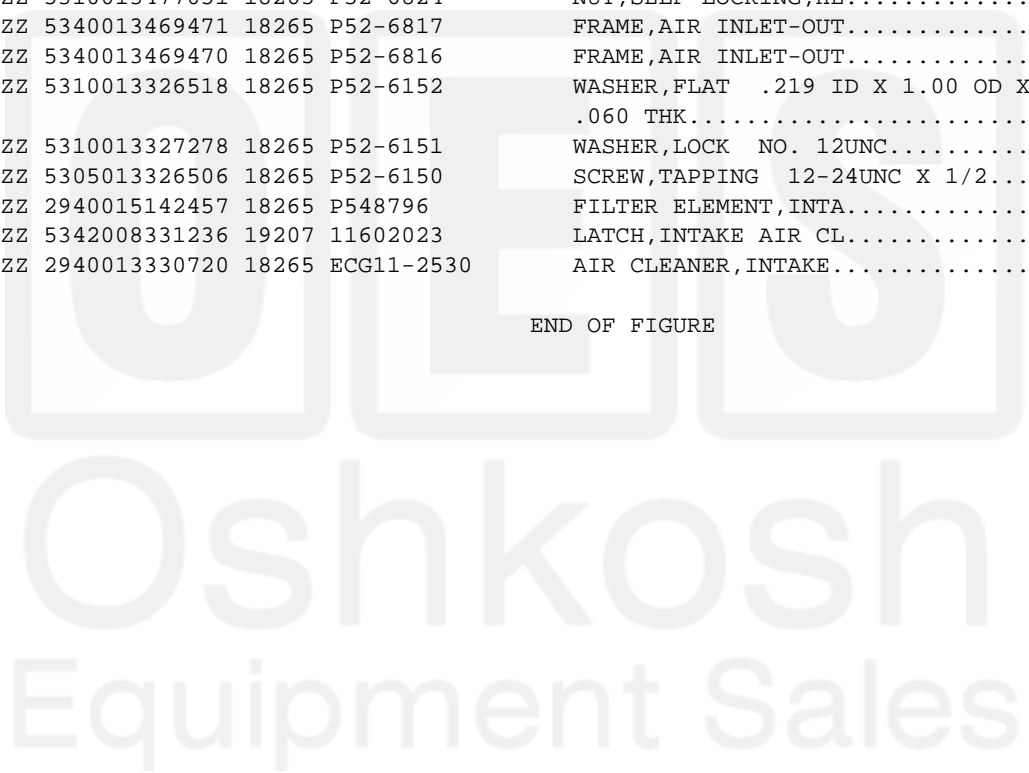 ZZ 5340013469471 18265 P52-6817 FRAME,AIR INLET-OUT..............
ZZ 5340013469470 18265 P52-6816 FRAME,AIR INLET-OUT..............
ZZ 5310013326518 18265 P52-6152 WASHER,FLAT .219 ID X 1.00 OD X
.060 THK.........................
ZZ 5310013327278 18265 P52-6151 WASHER,LOCK NO. 12UNC..........
ZZ 5305013326506 18265 P52-6150 SCREW,TAPPING 12-24UNC X 1/2...
ZZ 2940015142457 18265 P548796 FILTER ELEMENT,INTA..............
ZZ 5342008331236 19207 11602023 LATCH,INTAKE AIR CL..............
ZZ 2940013330720 18265 ECG11-2530 AIR CLEANER,INTAKE...............
END OF FIGURE
OES
Oshkosh
Equipment Sales